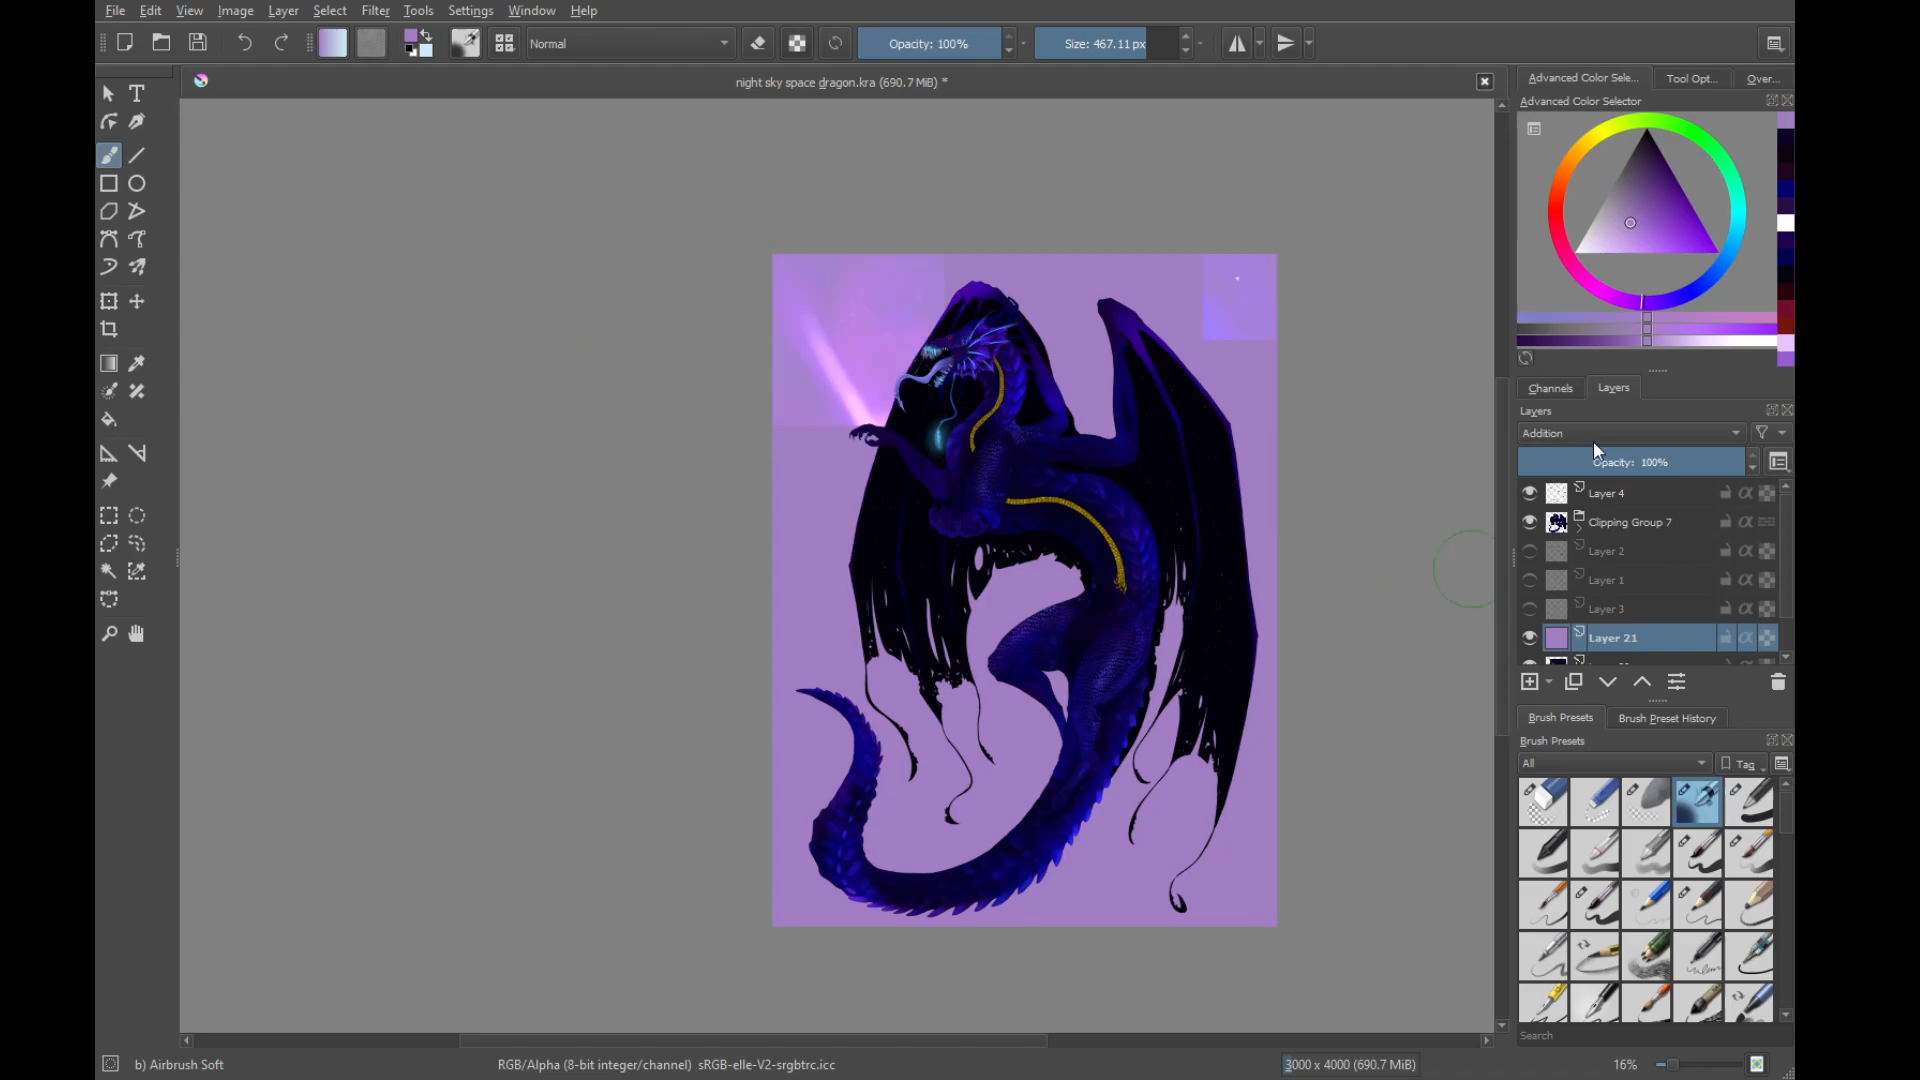 File Edit View Image Layer Select Filter Tools Settings Window Help
Normal Opacity: 100% Size: 467.11 px
night sky space dragon.kra (690.7 MiB) *
Advanced Color Sele... Tool Opt... Over...
Advanced Color Selector
Channels Layers
Layers
Addition
Opacity: 100%
Layer 4
Clipping Group 7
Layer 2
Layer 1
Layer 3
Layer 21
Brush Presets Brush Preset History
Brush Presets
All Tag
Search
b) Airbrush Soft RGB/Alpha (8-bit integer/channel) sRGB-elle-V2-srgbtrc.icc 3000 x 4000 (690.7 MiB) 16%